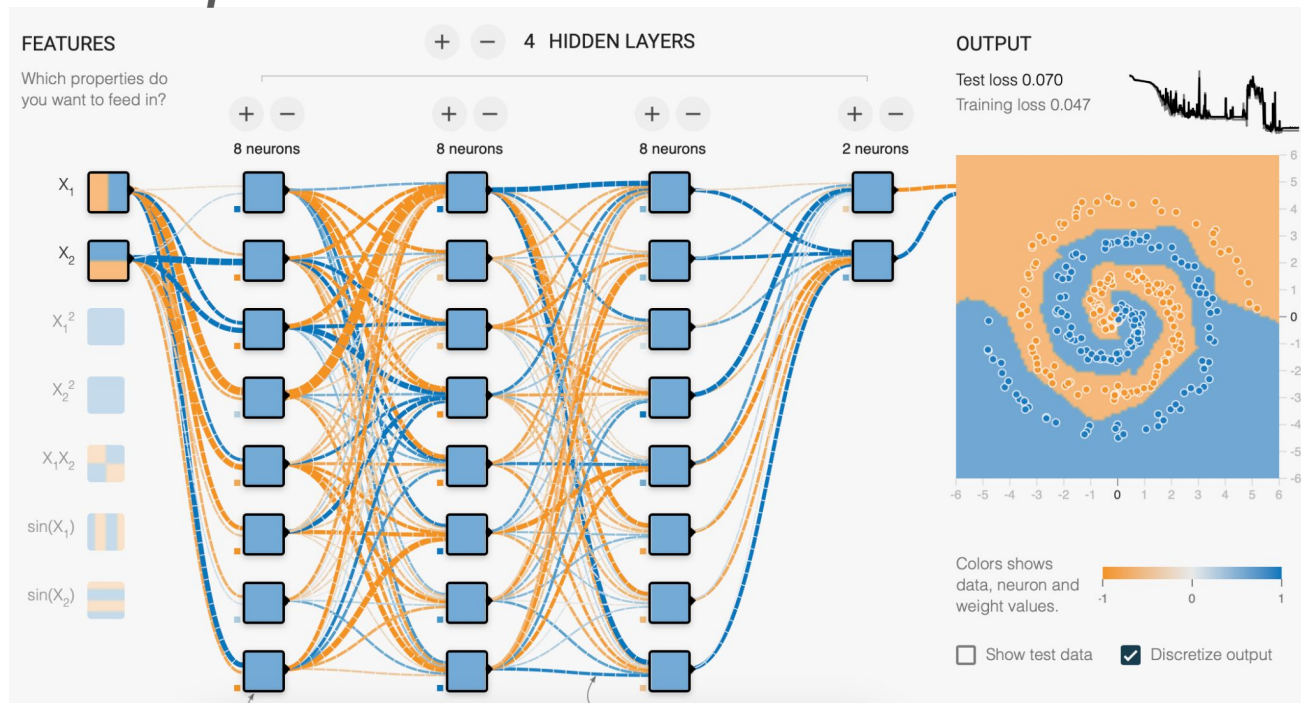 FEATURES
Which properties do
you want to feed in?
+ − 4 HIDDEN LAYERS
+ − + − + − + −
8 neurons 8 neurons 8 neurons 2 neurons
X₁
X₂
X₁²
X₂²
X₁X₂
sin(X₁)
sin(X₂)
OUTPUT
Test loss 0.070
Training loss 0.047
6
5
4
3
2
1
0
-1
-2
-3
-4
-5
-6
-6 -5 -4 -3 -2 -1 0 1 2 3 4 5 6
Colors shows
data, neuron and
weight values.
-1 0 1
Show test data Discretize output